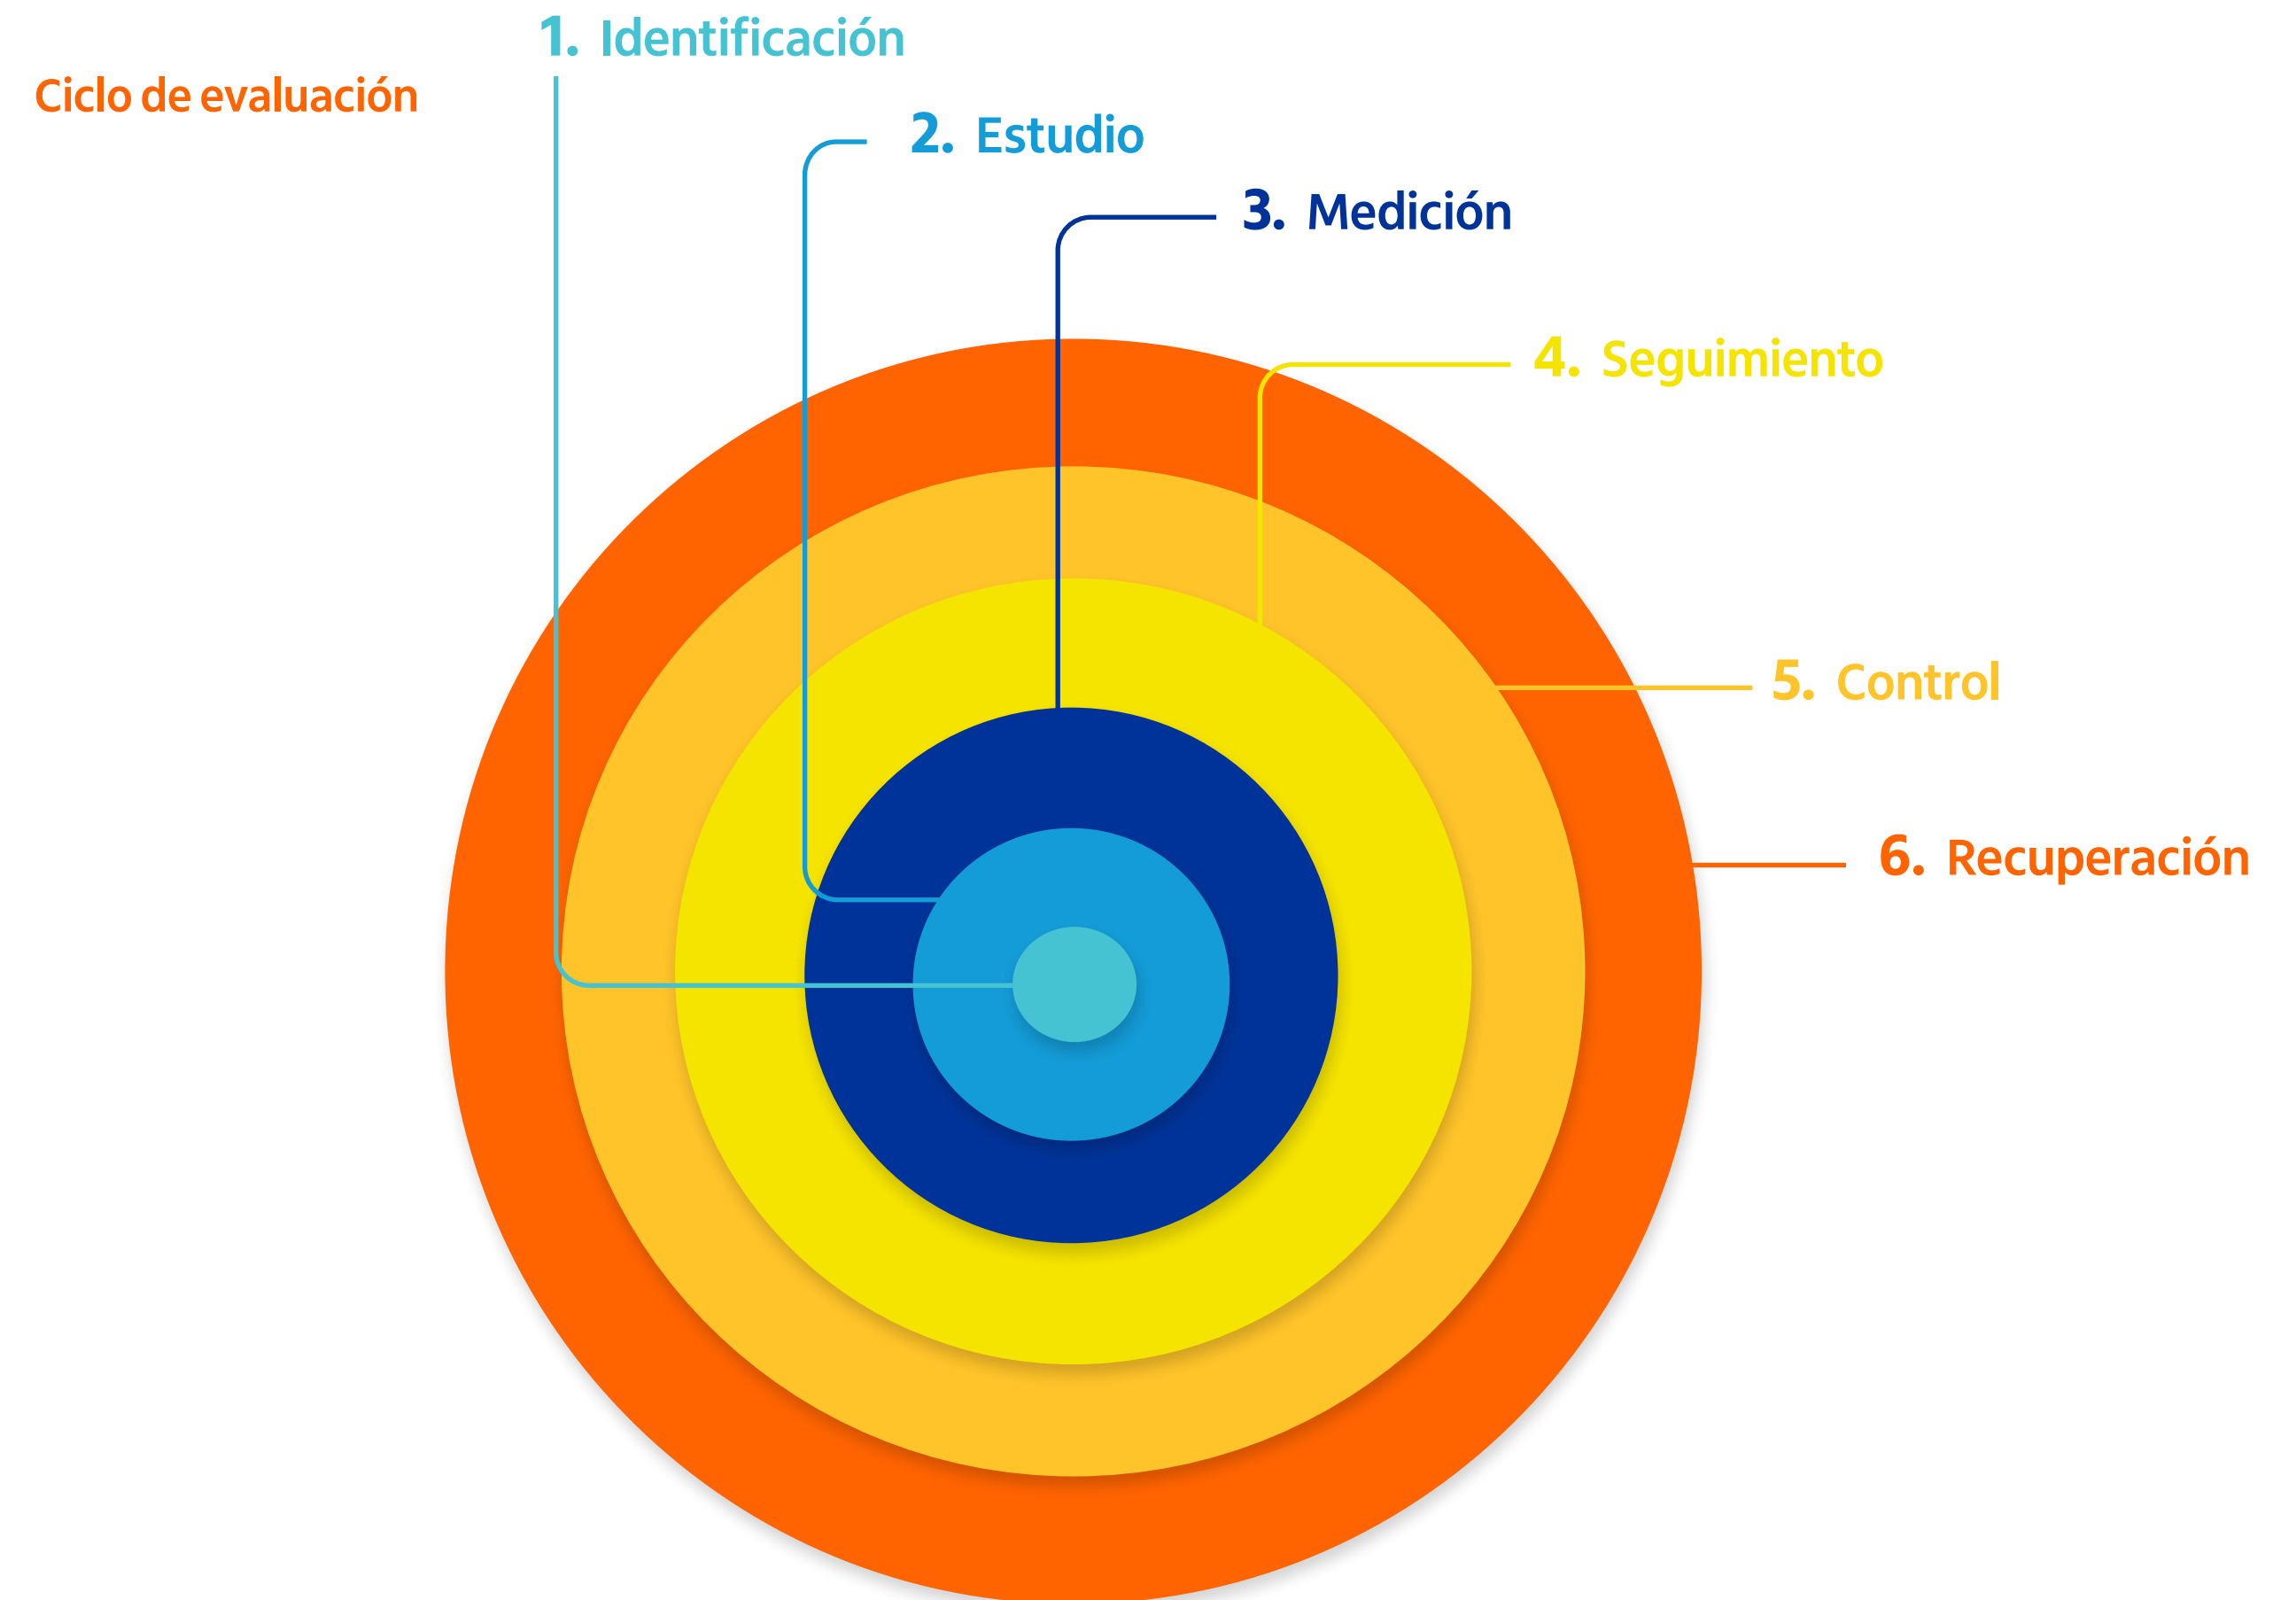 Ciclo de evaluación
1. Identificación
2. Estudio
3. Medición
4. Seguimiento
5. Control
6. Recuperación